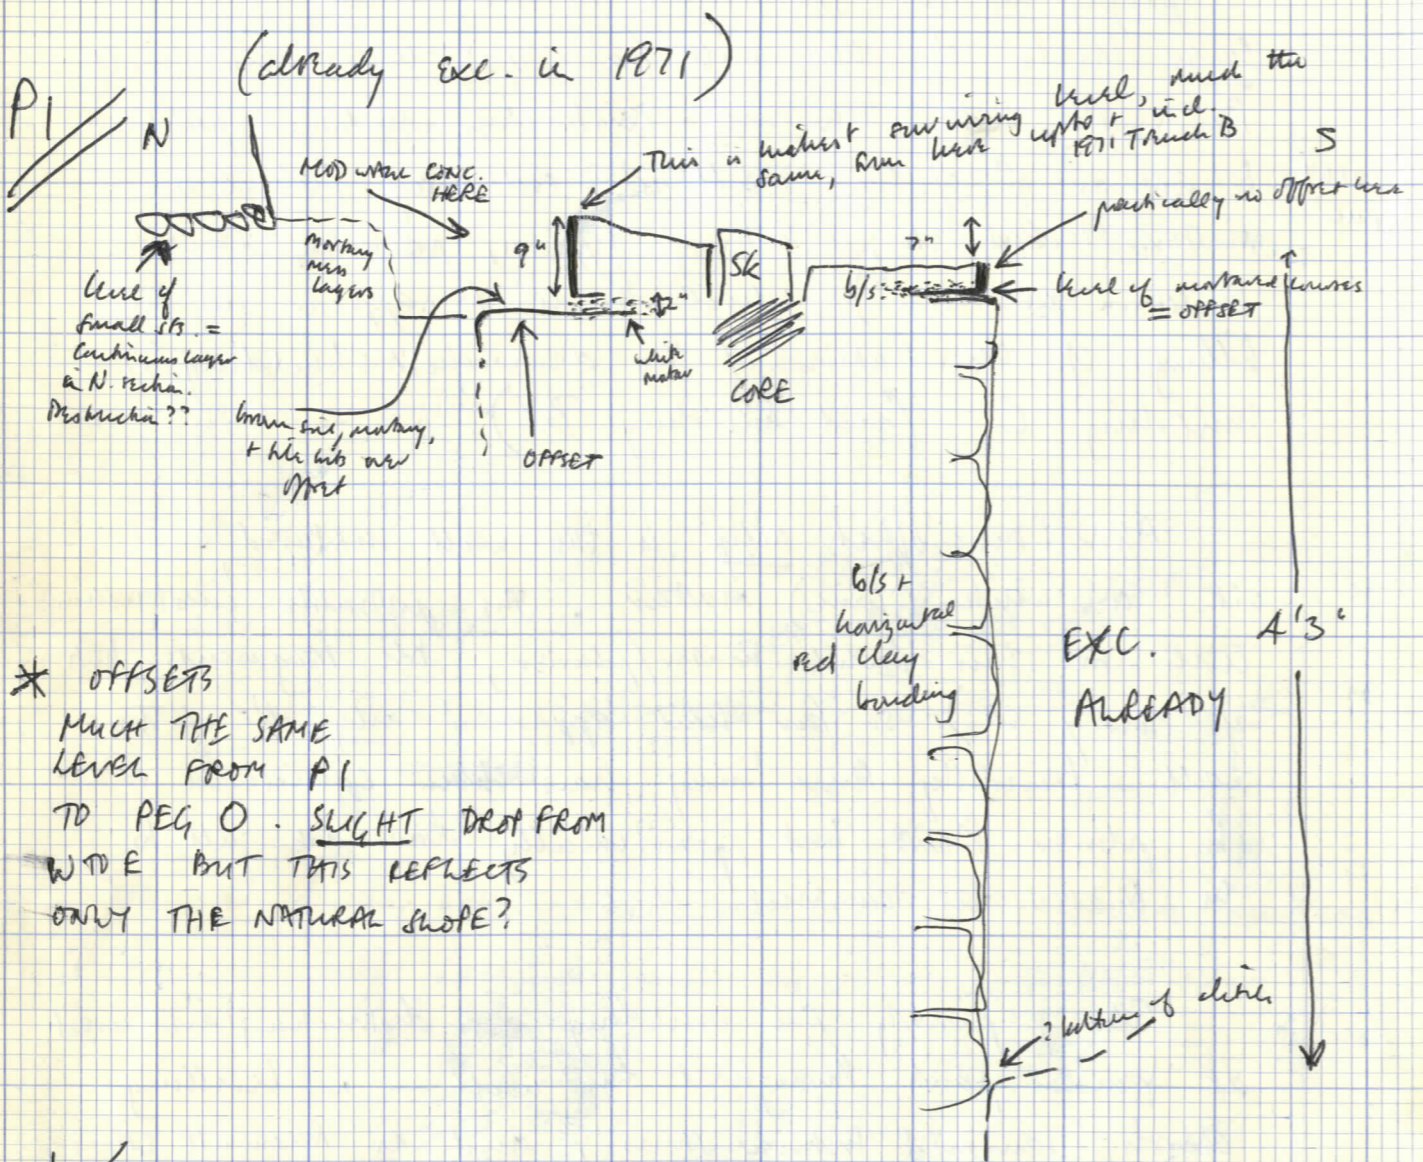 (already exc. in 1971)
P1
N
S
MOD WALL CONC.
HERE
This is highest surviving level, much the
same, from here up to + incl.
1971 Trench B
practically no offset here
9"
7"
SK
b/s
2"
mortary
layers
level of mortared courses
= OFFSET
level of
small sts. =
continuous layer
in N. section.
Destruction??
white
mortar
CORE
brown soil, mortary,
+ tile bits over
offset
OFFSET
b/s +
horizontal
red clay
bonding
EXC.
ALREADY
4'3"
* OFFSETS
MUCH THE SAME
LEVEL FROM P1
TO PEG O. SLIGHT DROP FROM
W TO E BUT THIS REFLECTS
ONLY THE NATURAL SLOPE?
? bottom of ditch